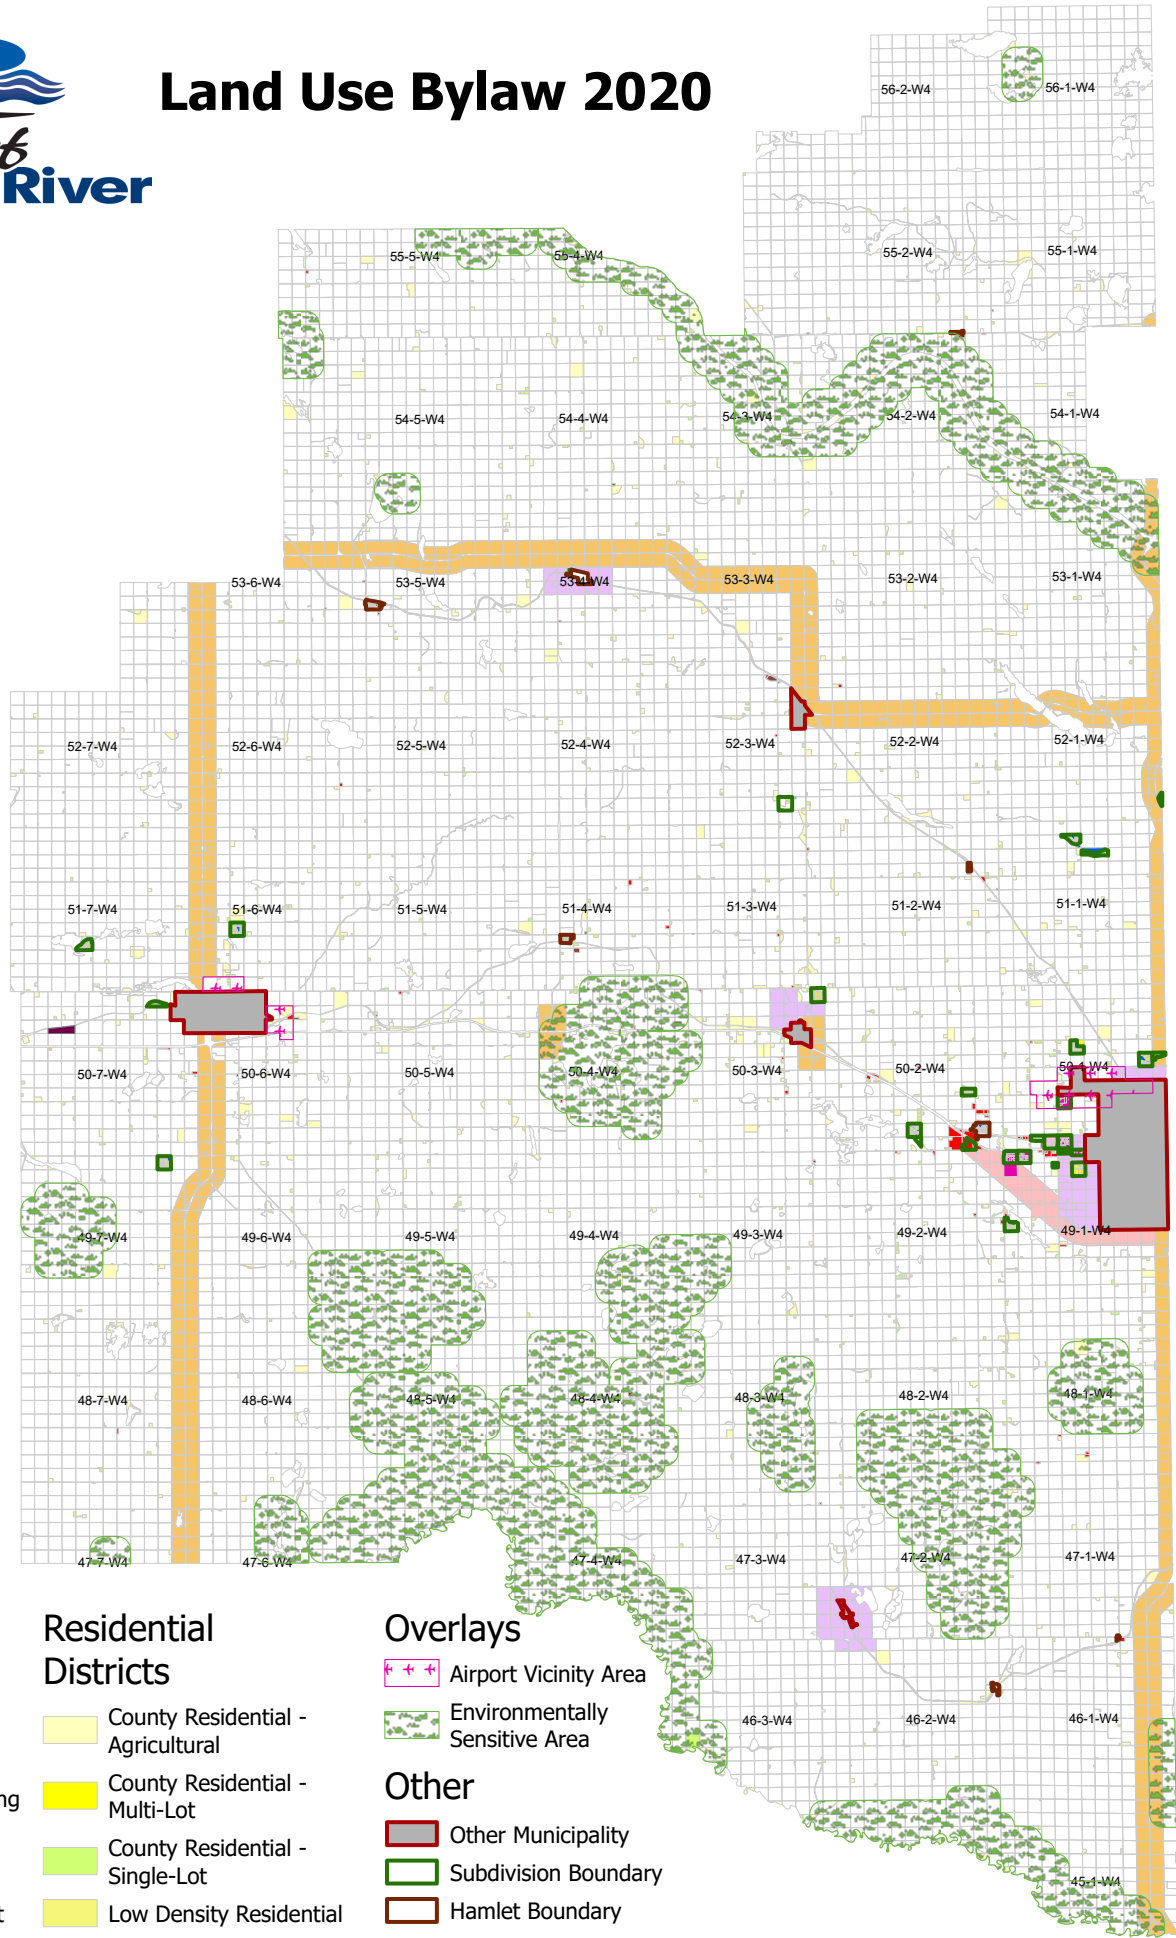 Land Use Bylaw 2020
River
56-2-W4
56-1-W4
55-5-W4
55-4-W4
55-2-W4
55-1-W4
54-5-W4
54-4-W4
54-3-W4
54-2-W4
54-1-W4
53-6-W4
53-5-W4
53-4-W4
53-3-W4
53-2-W4
53-1-W4
52-7-W4
52-6-W4
52-5-W4
52-4-W4
52-3-W4
52-2-W4
52-1-W4
51-7-W4
51-6-W4
51-5-W4
51-4-W4
51-3-W4
51-2-W4
51-1-W4
50-7-W4
50-6-W4
50-5-W4
50-4-W4
50-3-W4
50-2-W4
50-1-W4
49-7-W4
49-6-W4
49-5-W4
49-4-W4
49-3-W4
49-2-W4
49-1-W4
48-7-W4
48-6-W4
48-5-W4
48-4-W4
48-3-W4
48-2-W4
48-1-W4
47-7-W4
47-6-W4
47-4-W4
47-3-W4
47-2-W4
47-1-W4
46-3-W4
46-2-W4
46-1-W4
45-1-W4
Residential
Districts
County Residential -
Agricultural
County Residential -
Multi-Lot
County Residential -
Single-Lot
Low Density Residential
Overlays
Airport Vicinity Area
Environmentally
Sensitive Area
Other
Other Municipality
Subdivision Boundary
Hamlet Boundary